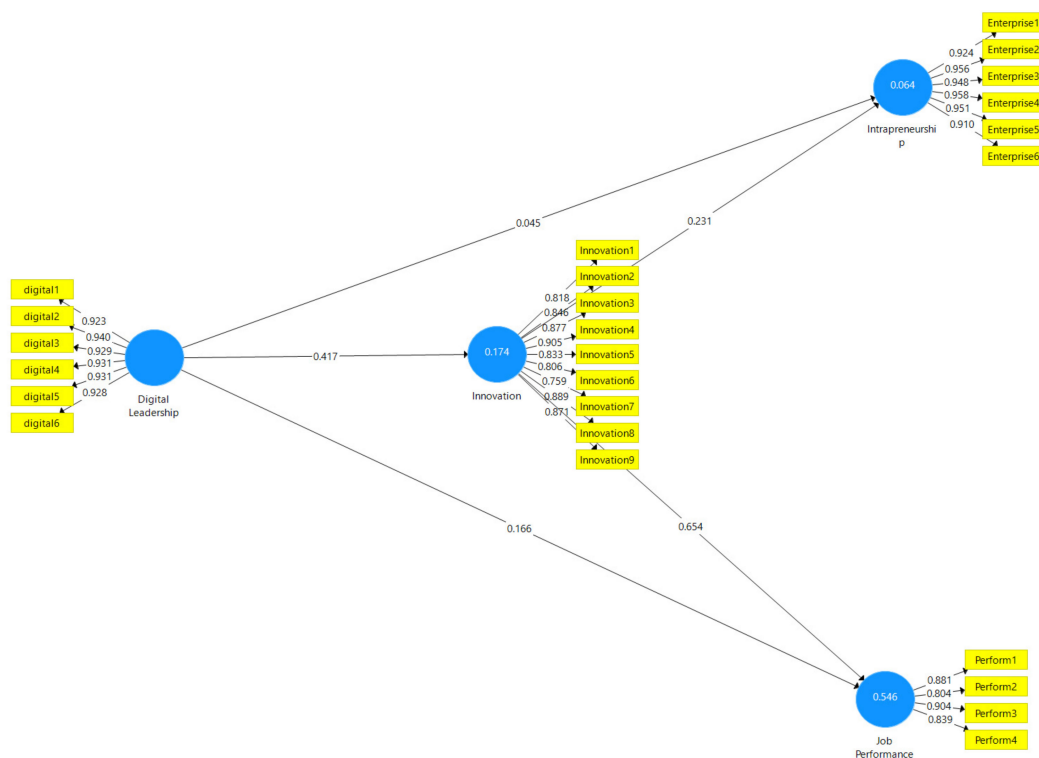 Enterprise1
0.924
Enterprise2
0.956
Enterprise3
0.948
0.064
0.958
Enterprise4
0.951
0.910
Enterprise5
Intrapreneurshi
p
Enterprise6
0.045
0.231
Innovation1
Innovation2
0.818
Innovation3
0.846
0.877
Innovation4
0.905
0.833
Innovation5
0.806
Innovation6
0.759
0.889
Innovation7
0.871
Innovation8
Innovation9
0.174
Innovation
digital1
digital2
0.923
0.940
digital3
0.929
0.931
digital4
0.931
digital5
0.928
digital6
Digital
Leadership
0.417
0.166
0.654
Perform1
0.881
Perform2
0.804
0.546
0.904
Perform3
0.839
Perform4
Job
Performance